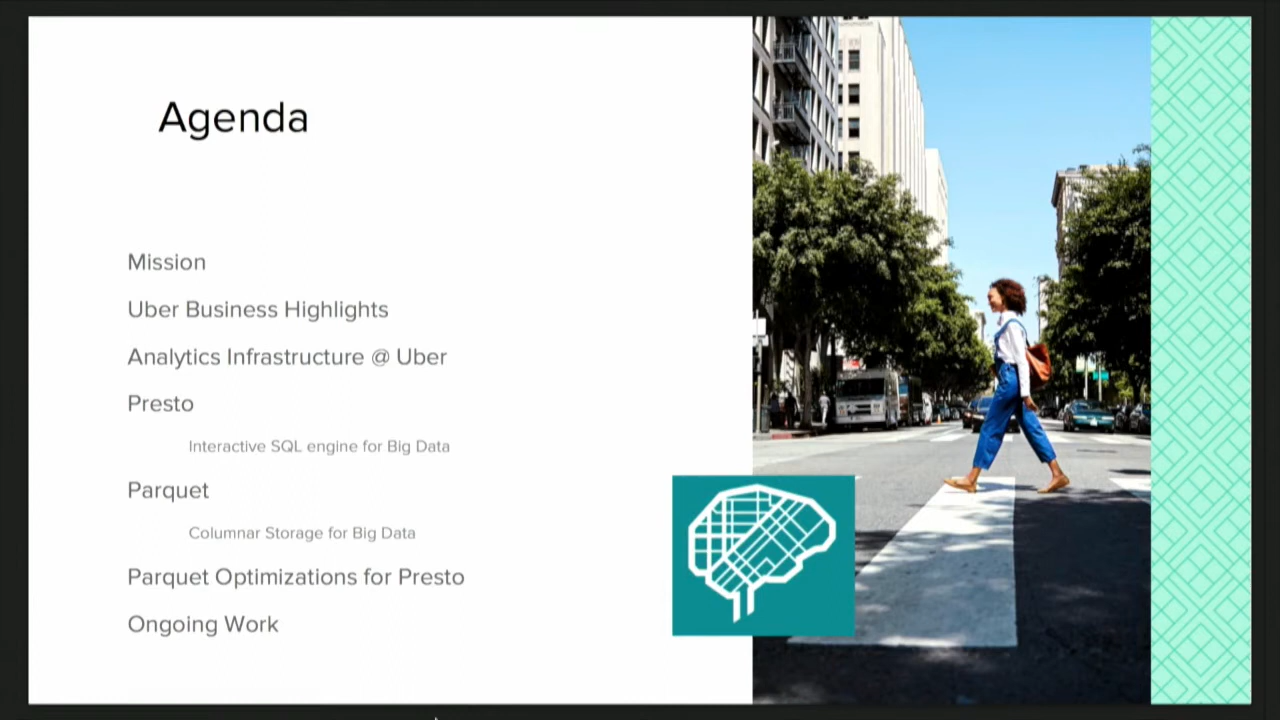 Agenda
Mission
Uber Business Highlights
Analytics Infrastructure @ Uber
Presto
Interactive SQL engine for Big Data
Parquet
Columnar Storage for Big Data
Parquet Optimizations for Presto
Ongoing Work